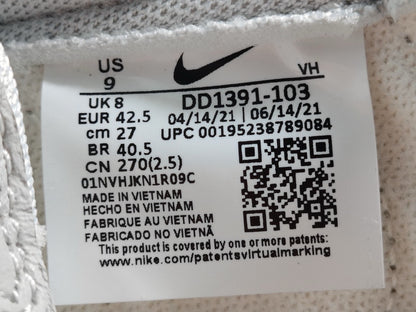 US
9
VH
UK 8
DD1391-103
EUR 42.5
04/14/21 | 06/14/21
cm 27
UPC 00195238789084
BR 40.5
CN 270(2.5)
01NVHJKN1R09C
MADE IN VIETNAM
HECHO EN VIETNAM
FABRIQUE AU VIETNAM
FABRICADO NO VIETNÃ
This product is covered by one or more patents. See
www.nike.com/patentsvirtualmarking